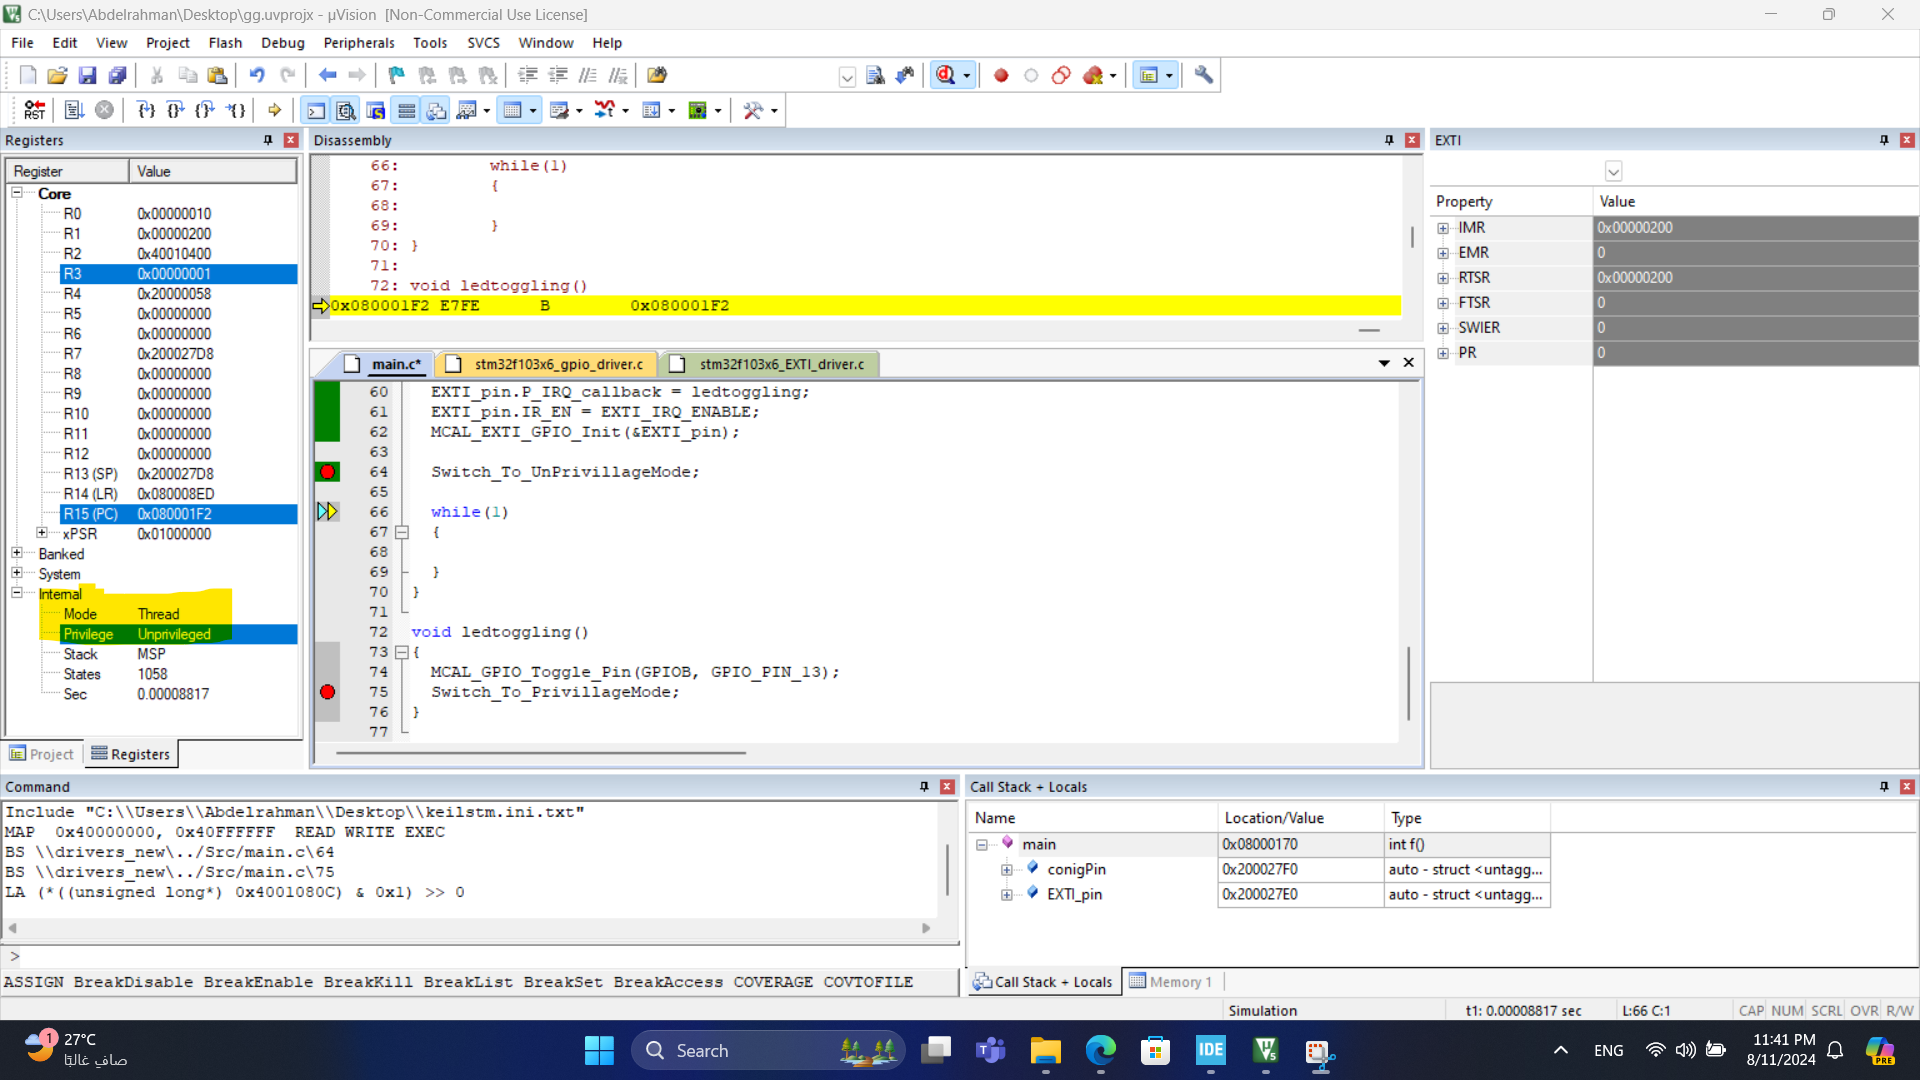 C:\Users\Abdelrahman\Desktop\gg.uvprojx - µVision  [Non-Commercial Use License]
File Edit View Project Flash Debug Peripherals Tools SVCS Window Help
RST
Registers
Register Value
Core
R0 0x00000010
R1 0x00000200
R2 0x40010400
R3 0x00000001
R4 0x20000058
R5 0x00000000
R6 0x00000000
R7 0x200027D8
R8 0x00000000
R9 0x00000000
R10 0x00000000
R11 0x00000000
R12 0x00000000
R13 (SP) 0x200027D8
R14 (LR) 0x080008ED
R15 (PC) 0x080001F2
xPSR 0x01000000
Banked
System
Internal
Mode Thread
Privilege Unprivileged
Stack MSP
States 1058
Sec 0.00008817
Project Registers
Disassembly
66: while(1)
67: {
68:
69: }
70: }
71:
72: void ledtoggling()
0x080001F2 E7FE B 0x080001F2
main.c* stm32f103x6_gpio_driver.c stm32f103x6_EXTI_driver.c
60 EXTI_pin.P_IRQ_callback = ledtoggling;
61 EXTI_pin.IR_EN = EXTI_IRQ_ENABLE;
62 MCAL_EXTI_GPIO_Init(&EXTI_pin);
63
64 Switch_To_UnPrivillageMode;
65
66 while(1)
67 {
68
69 }
70 }
71
72 void ledtoggling()
73 {
74 MCAL_GPIO_Toggle_Pin(GPIOB, GPIO_PIN_13);
75 Switch_To_PrivillageMode;
76 }
77
EXTI
Property Value
IMR 0x00000200
EMR 0
RTSR 0x00000200
FTSR 0
SWIER 0
PR 0
Command
Include "C:\\Users\\Abdelrahman\\Desktop\\keilstm.ini.txt"
MAP  0x40000000, 0x40FFFFFF  READ WRITE EXEC
BS \\drivers_new\../Src/main.c\64
BS \\drivers_new\../Src/main.c\75
LA (*((unsigned long*) 0x4001080C) & 0x1) >> 0
>
ASSIGN BreakDisable BreakEnable BreakKill BreakList BreakSet BreakAccess COVERAGE COVTOFILE
Call Stack + Locals
Name Location/Value Type
main 0x08000170 int f()
conigPin 0x200027F0 auto - struct <untagg...
EXTI_pin 0x200027E0 auto - struct <untagg...
Call Stack + Locals Memory 1
Simulation t1: 0.00008817 sec L:66 C:1 CAP NUM SCRL OVR R/W
1
27°C
صافٍ غالبًا
Search
IDE
ENG
11:41 PM
8/11/2024
PRE